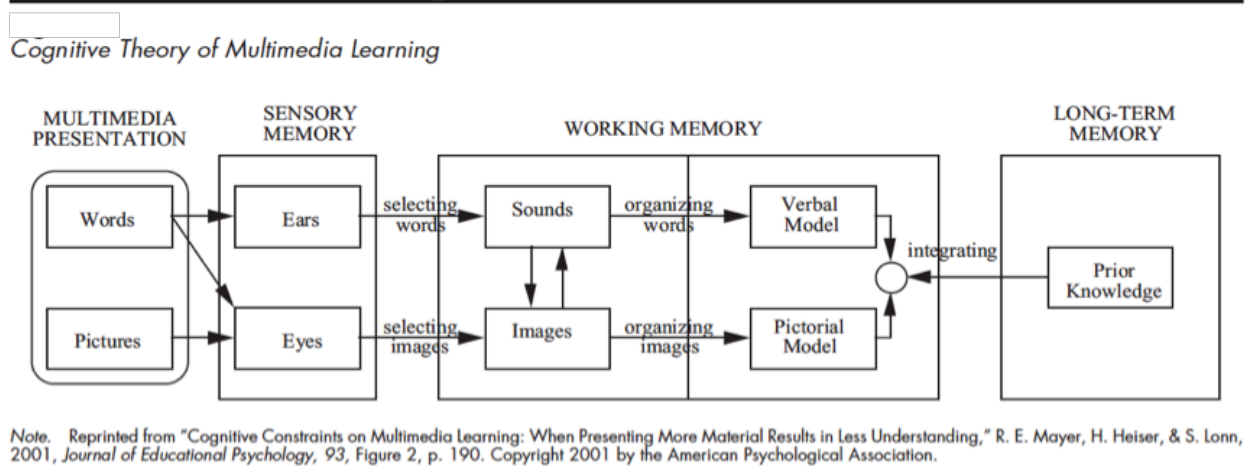 Cognitive Theory of Multimedia Learning
MULTIMEDIA
PRESENTATION
SENSORY
MEMORY
WORKING MEMORY
LONG-TERM
MEMORY
Words
Pictures
Ears
Eyes
selecting
words
selecting
images
Sounds
Images
organizing
words
organizing
images
Verbal
Model
Pictorial
Model
integrating
Prior
Knowledge
Note. Reprinted from "Cognitive Constraints on Multimedia Learning: When Presenting More Material Results in Less Understanding," R. E. Mayer, H. Heiser, & S. Lonn,
2001, Journal of Educational Psychology, 93, Figure 2, p. 190. Copyright 2001 by the American Psychological Association.